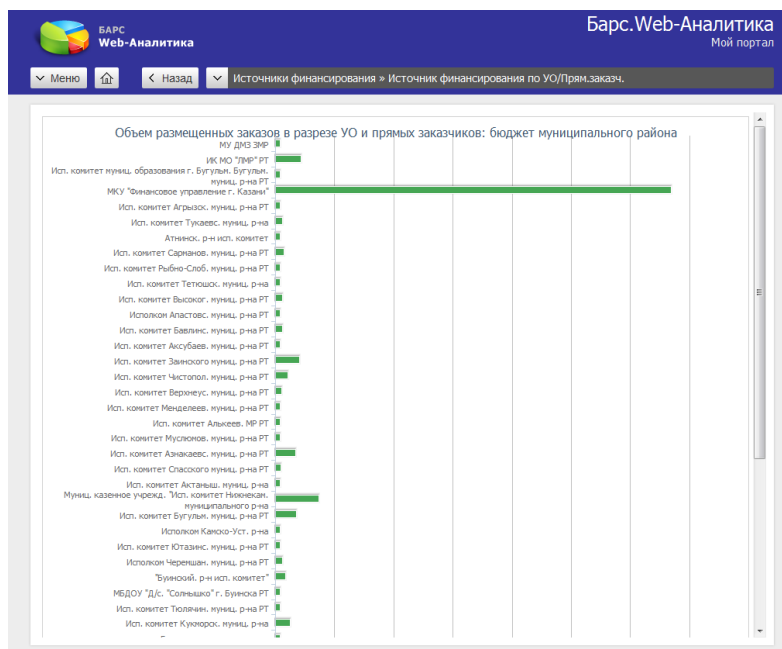 БАРС
Web-Аналитика
Барс.Web-Аналитика
Мой портал
Меню
Назад
Источники финансирования » Источник финансирования по УО/Прям.заказч.
Объем размещенных заказов в разрезе УО и прямых заказчиков: бюджет муниципального района
МУ ДМЗ ЗМР
ИК МО "ЛМР" РТ
Исп. комитет муниц. образования г. Бугульм. Бугульм.
муниц. р-на РТ
МКУ "Финансовое управление г. Казани"
Исп. комитет Агрызск. муниц. р-на РТ
Исп. комитет Тукаевс. муниц. р-на
Атнинск. р-н исп. комитет
Исп. комитет Сарманов. муниц. р-на РТ
Исп. комитет Рыбно-Слоб. муниц. р-на РТ
Исп. комитет Тетюшск. муниц. р-на
Исп. комитет Высоког. муниц. р-на РТ
Исполком Апастовс. муниц. р-на РТ
Исп. комитет Бавлинс. муниц. р-на РТ
Исп. комитет Аксубаев. муниц. р-на РТ
Исп. комитет Заинского муниц. р-на РТ
Исп. комитет Чистопол. муниц. р-на РТ
Исп. комитет Верхнеус. муниц. р-на РТ
Исп. комитет Менделеев. муниц. р-на РТ
Исп. комитет Алькеев. МР РТ
Исп. комитет Муслюмов. муниц. р-на РТ
Исп. комитет Азнакаевс. муниц. р-на РТ
Исп. комитет Спасского муниц. р-на РТ
Исп. комитет Актаныш. муниц. р-на
Муниц. казенное учрежд. "Исп. комитет Нижнекам.
муниципального р-на
Исп. комитет Бугульм. муниц. р-на РТ
Исполком Камско-Уст. р-на
Исп. комитет Ютазинс. муниц. р-на РТ
Исполком Черемшан. муниц. р-на РТ
"Буинский. р-н исп. комитет"
МБДОУ "Д/с. "Солнышко" г. Буинска РТ
Исп. комитет Тюлячин. муниц. р-на РТ
Исп. комитет Кукморск. муниц. р-на